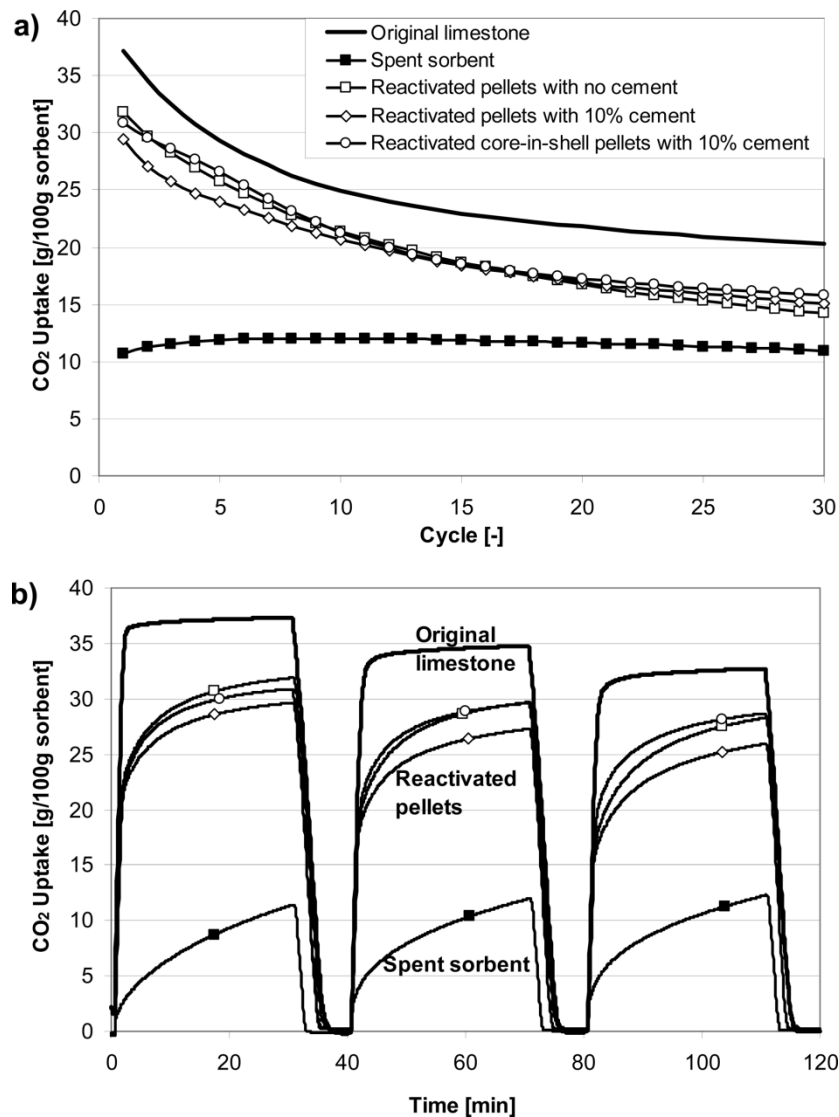 a)
CO₂ Uptake [g/100g sorbent]
40
35
30
25
20
15
10
5
0
Original limestone
Spent sorbent
Reactivated pellets with no cement
Reactivated pellets with 10% cement
Reactivated core-in-shell pellets with 10% cement
0 5 10 15 20 25 30
Cycle [-]
b)
CO₂ Uptake [g/100g sorbent]
40
35
30
25
20
15
10
5
0
Original
limestone
Reactivated
pellets
Spent sorbent
0 20 40 60 80 100 120
Time [min]